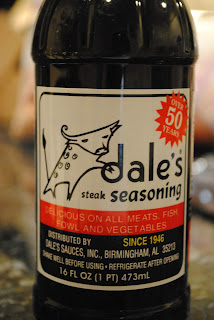 OVER
50
YEARS
dale's
steak seasoning
DELICIOUS ON ALL MEATS, FISH,
FOWL AND VEGETABLES
DISTRIBUTED BY SINCE 1946
DALE'S SAUCES, INC., BIRMINGHAM, AL 35213
SHAKE WELL BEFORE USING • REFRIGERATE AFTER OPENING
16 FL OZ (1 PT) 473mL